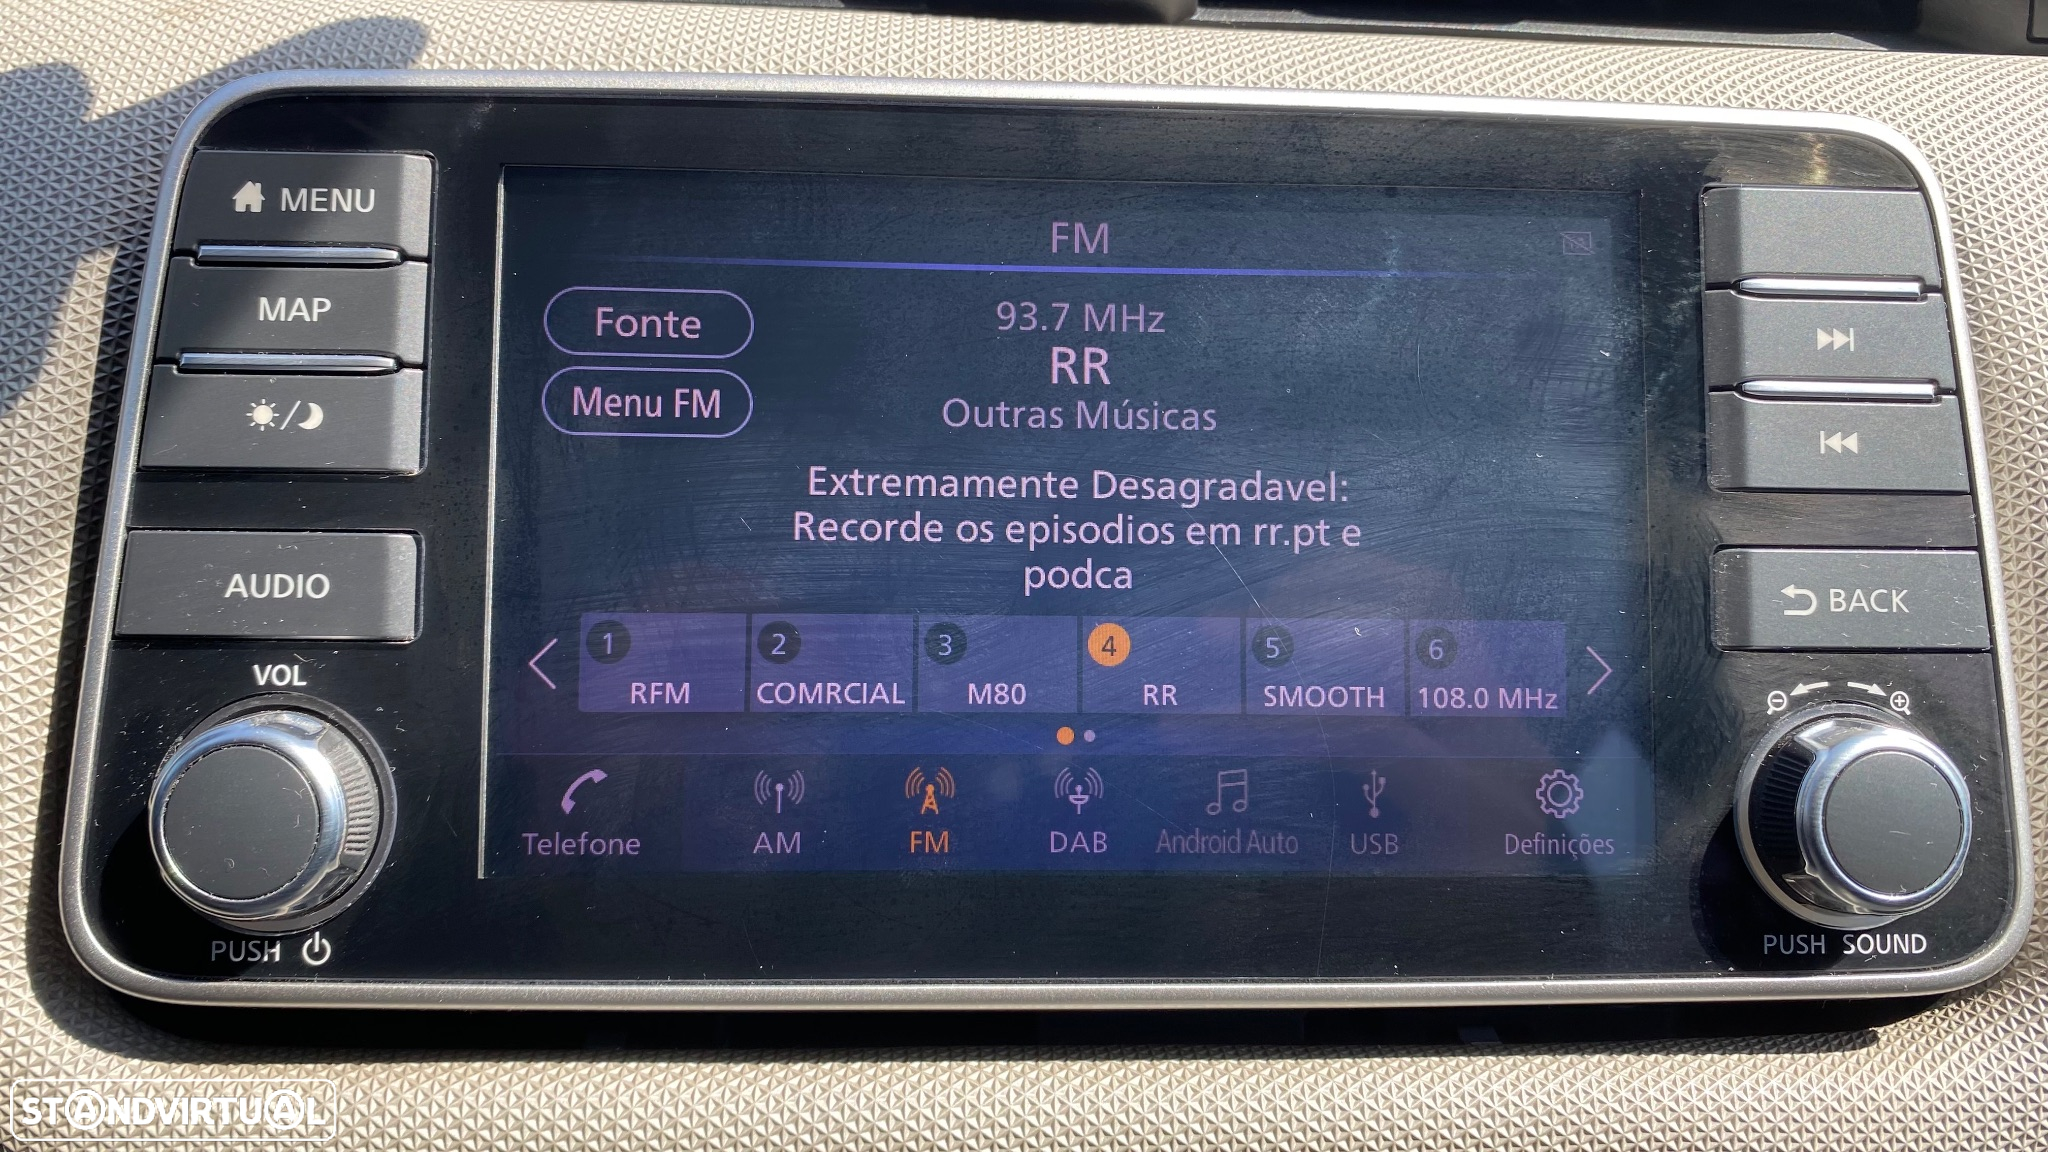 MENU
MAP
AUDIO
VOL
PUSH
FM
Fonte
Menu FM
93.7 MHz
RR
Outras Músicas
Extremamente Desagradavel:
Recorde os episodios em rr.pt e
podca
1 RFM
2 COMRCIAL
3 M80
4 RR
5 SMOOTH
6 108.0 MHz
Telefone
AM
FM
DAB
Android Auto
USB
Definições
BACK
PUSH SOUND
STANDVIRTUAL